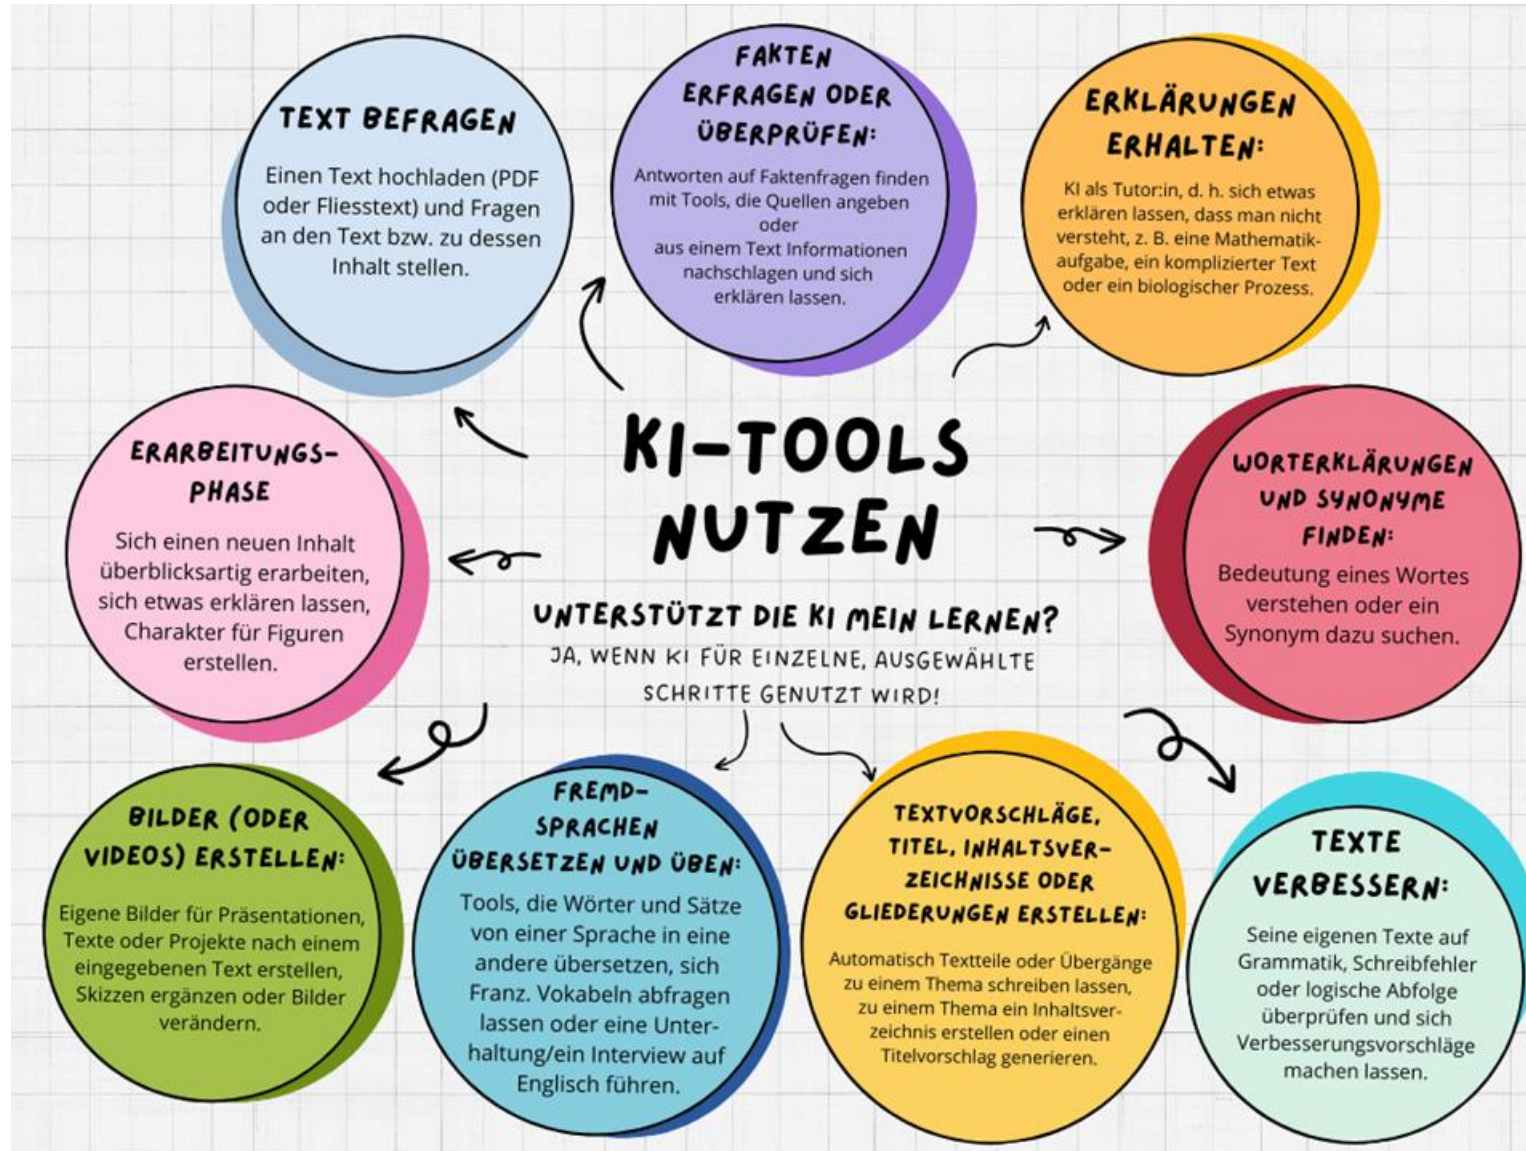 TEXT BEFRAGEN
Einen Text hochladen (PDF
oder Fliesstext) und Fragen
an den Text bzw. zu dessen
Inhalt stellen.
FAKTEN
ERFRAGEN ODER
ÜBERPRÜFEN:
Antworten auf Faktenfragen finden
mit Tools, die Quellen angeben
oder
aus einem Text Informationen
nachschlagen und sich
erklären lassen.
ERKLÄRUNGEN
ERHALTEN:
KI als Tutor:in, d. h. sich etwas
erklären lassen, dass man nicht
versteht, z. B. eine Mathematik-
aufgabe, ein komplizierter Text
oder ein biologischer Prozess.
ERARBEITUNGS-
PHASE
Sich einen neuen Inhalt
überblicksartig erarbeiten,
sich etwas erklären lassen,
Charakter für Figuren
erstellen.
KI-TOOLS
NUTZEN
UNTERSTÜTZT DIE KI MEIN LERNEN?
JA, WENN KI FÜR EINZELNE, AUSGEWÄHLTE
SCHRITTE GENUTZT WIRD!
WORTERKLÄRUNGEN
UND SYNONYME
FINDEN:
Bedeutung eines Wortes
verstehen oder ein
Synonym dazu suchen.
BILDER (ODER
VIDEOS) ERSTELLEN:
Eigene Bilder für Präsentationen,
Texte oder Projekte nach einem
eingegebenen Text erstellen,
Skizzen ergänzen oder Bilder
verändern.
FREMD-
SPRACHEN
ÜBERSETZEN UND ÜBEN:
Tools, die Wörter und Sätze
von einer Sprache in eine
andere übersetzen, sich
Franz. Vokabeln abfragen
lassen oder eine Unter-
haltung/ein Interview auf
Englisch führen.
TEXTVORSCHLÄGE,
TITEL, INHALTSVER-
ZEICHNISSE ODER
GLIEDERUNGEN ERSTELLEN:
Automatisch Textteile oder Übergänge
zu einem Thema schreiben lassen,
zu einem Thema ein Inhaltsver-
zeichnis erstellen oder einen
Titelvorschlag generieren.
TEXTE
VERBESSERN:
Seine eigenen Texte auf
Grammatik, Schreibfehler
oder logische Abfolge
überprüfen und sich
Verbesserungsvorschläge
machen lassen.